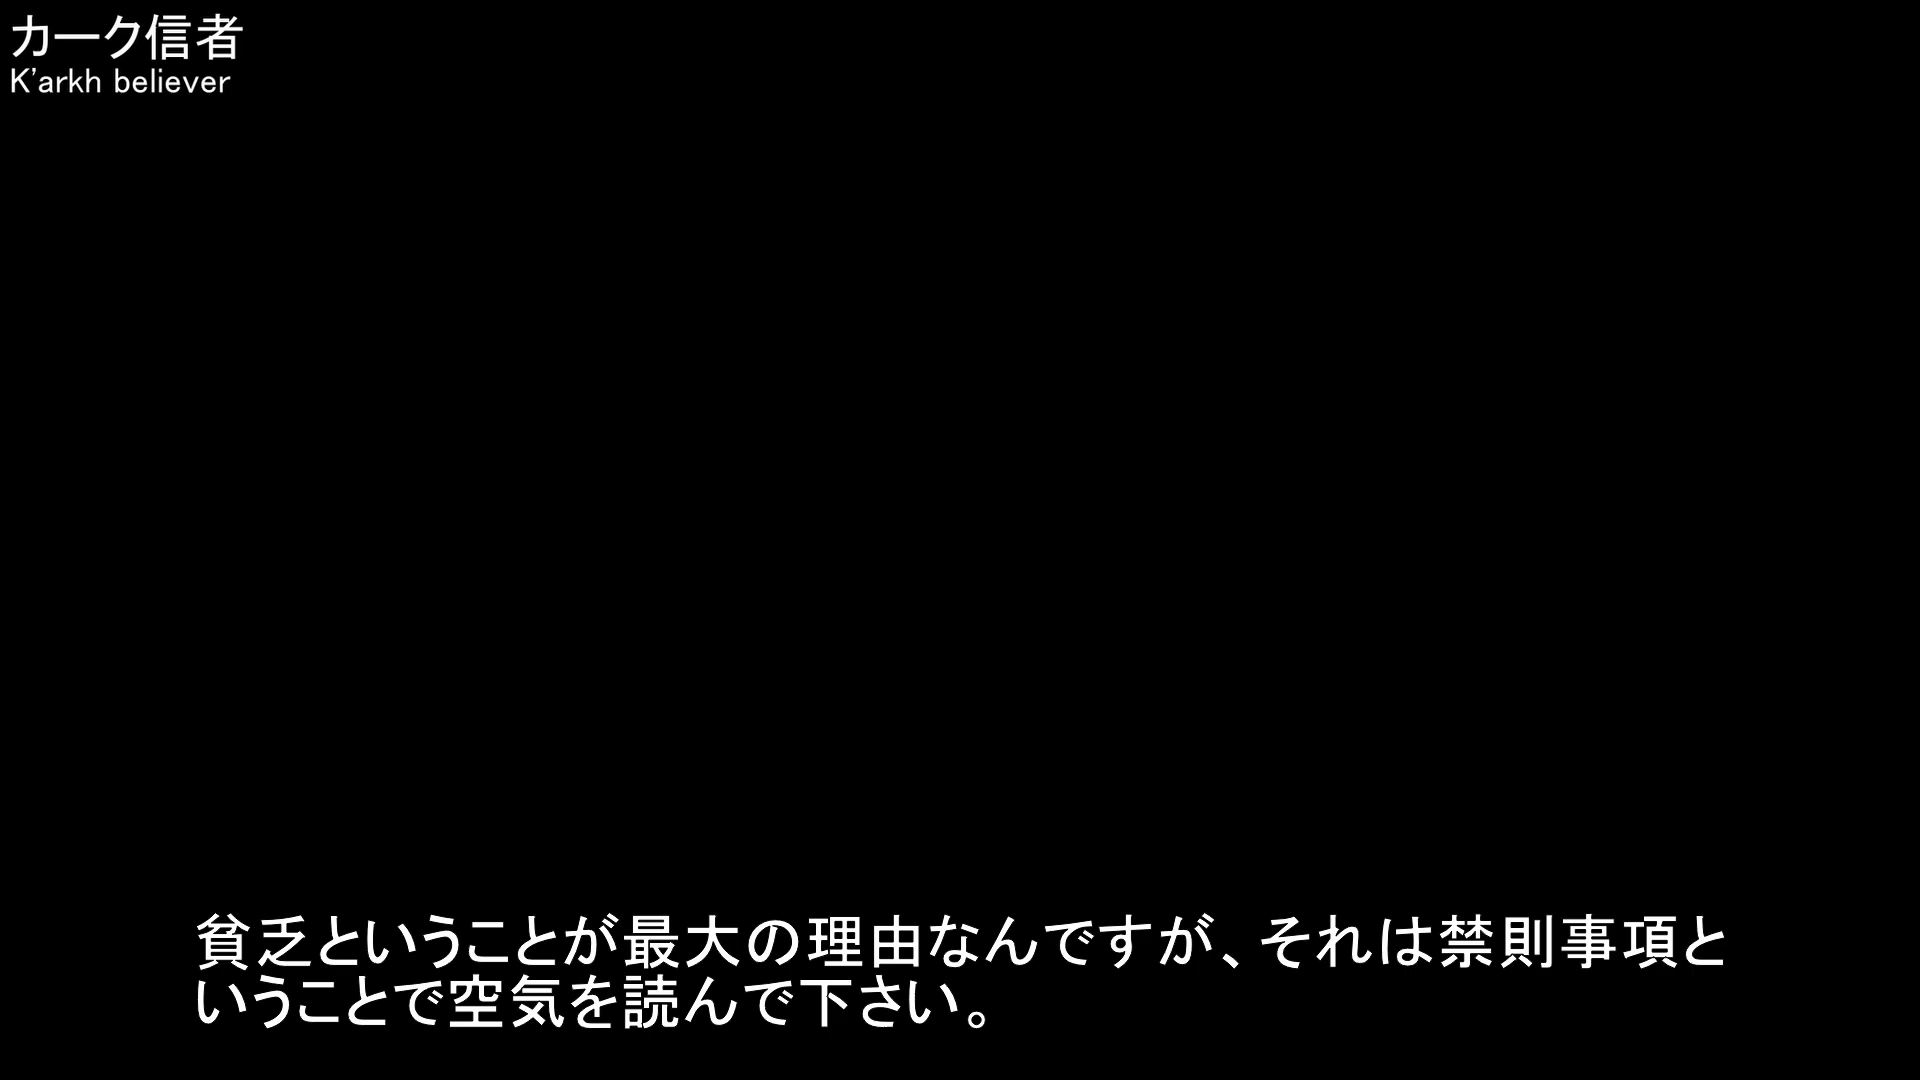 カーク信者
K'arkh believer
貧乏ということが最大の理由なんですが、それは禁則事項と
いうことで空気を読んで下さい。